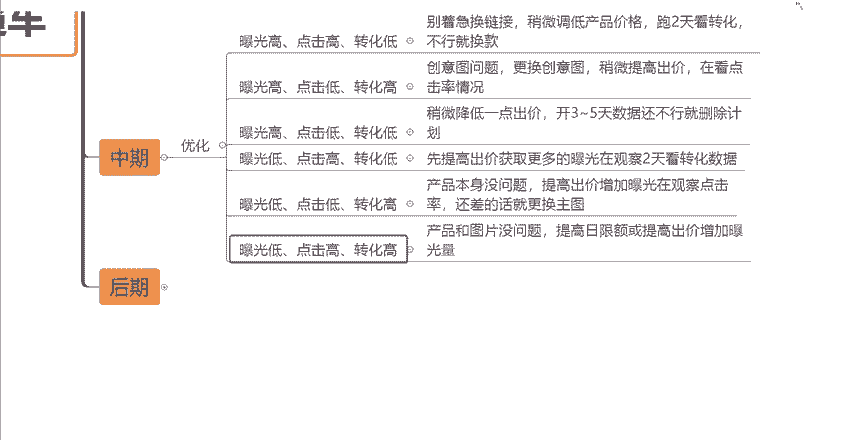 别着急换链接，稍微调低产品价格，跑2天看转化，
不行就换款
曝光高、点击高、转化低
创意图问题，更换创意图，稍微提高出价，在看点
击率情况
曝光高、点击低、转化高
稍微降低一点出价，开3~5天数据还不行就删除计
划
曝光高、点击低、转化低
优化
中期
曝光低、点击低、转化低
先提高出价获取更多的曝光在观察2天看转化数据
产品本身没问题，提高出价增加曝光在观察点击
率，还差的话就更换主图
曝光低、点击低、转化高
产品和图片没问题，提高日限额或提高出价增加曝
光量
曝光低、点击高、转化高
后期